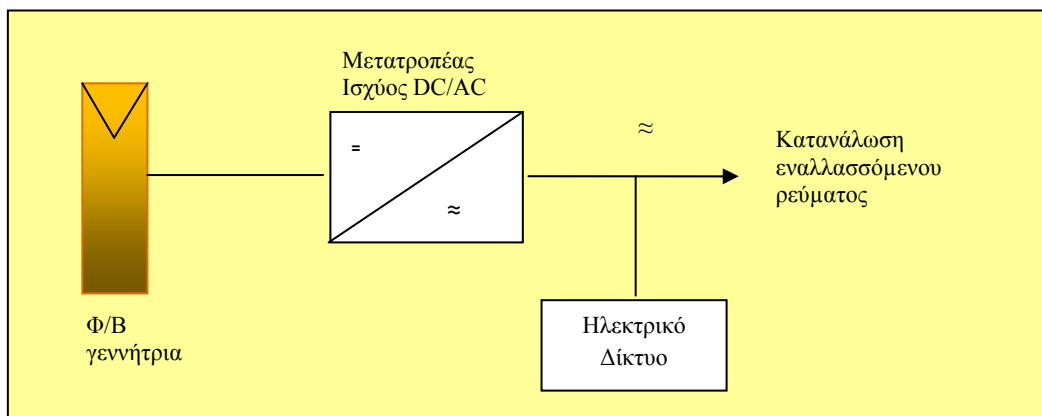 Μετατροπέας
Ισχύος DC/AC
=
≈
≈
Κατανάλωση
εναλλασσόμενου
ρεύματος
Φ/Β
γεννήτρια
Ηλεκτρικό
Δίκτυο